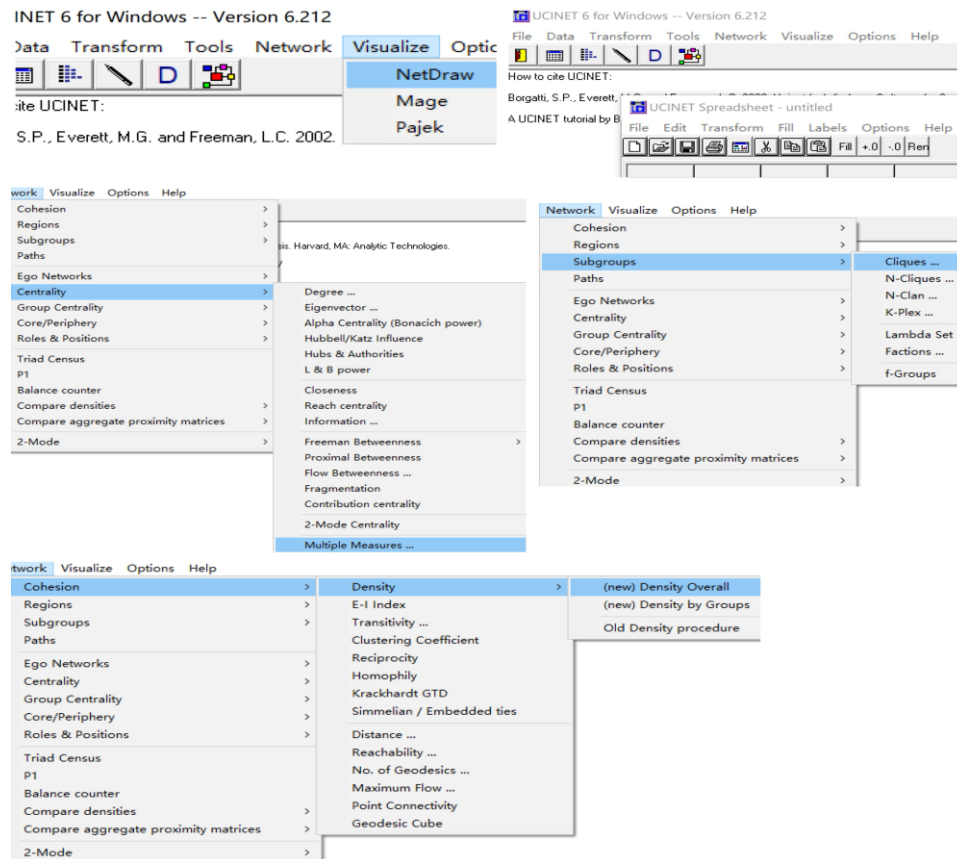 INET 6 for Windows -- Version 6.212
Data Transform Tools Network Visualize Optic
D
NetDraw
Mage
Pajek
cite UCINET:
S.P., Everett, M.G. and Freeman, L.C. 2002.
UCINET 6 for Windows -- Version 6.212
File Data Transform Tools Network Visualize Options Help
D
How to cite UCINET:
Borgatti, S.P., Everett,
A UCINET tutorial by B
UCINET Spreadsheet - untitled
File Edit Transform Fill Labels Options Help
Fill +.0 -.0 Ren
work Visualize Options Help
Cohesion >
Regions >
Subgroups >
Paths
Ego Networks >
Centrality >
Group Centrality >
Core/Periphery >
Roles & Positions >
Triad Census
P1
Balance counter
Compare densities >
Compare aggregate proximity matrices >
2-Mode >
sis. Harvard, MA: Analytic Technologies.
Degree ...
Eigenvector ...
Alpha Centrality (Bonacich power)
Hubbell/Katz Influence
Hubs & Authorities
L & B power
Closeness
Reach centrality
Information ...
Freeman Betweenness >
Proximal Betweenness
Flow Betweenness ...
Fragmentation
Contribution centrality
2-Mode Centrality
Multiple Measures ...
Network Visualize Options Help
Cohesion >
Regions >
Subgroups >
Paths
Ego Networks >
Centrality >
Group Centrality >
Core/Periphery >
Roles & Positions >
Triad Census
P1
Balance counter
Compare densities >
Compare aggregate proximity matrices >
2-Mode >
Cliques ...
N-Cliques ...
N-Clan ...
K-Plex ...
Lambda Set
Factions ...
f-Groups
twork Visualize Options Help
Cohesion >
Regions >
Subgroups >
Paths
Ego Networks >
Centrality >
Group Centrality >
Core/Periphery >
Roles & Positions >
Triad Census
P1
Balance counter
Compare densities >
Compare aggregate proximity matrices >
2-Mode >
Density >
E-I Index
Transitivity ...
Clustering Coefficient
Reciprocity
Homophily
Krackhardt GTD
Simmelian / Embedded ties
Distance ...
Reachability ...
No. of Geodesics ...
Maximum Flow ...
Point Connectivity
Geodesic Cube
(new) Density Overall
(new) Density by Groups
Old Density procedure